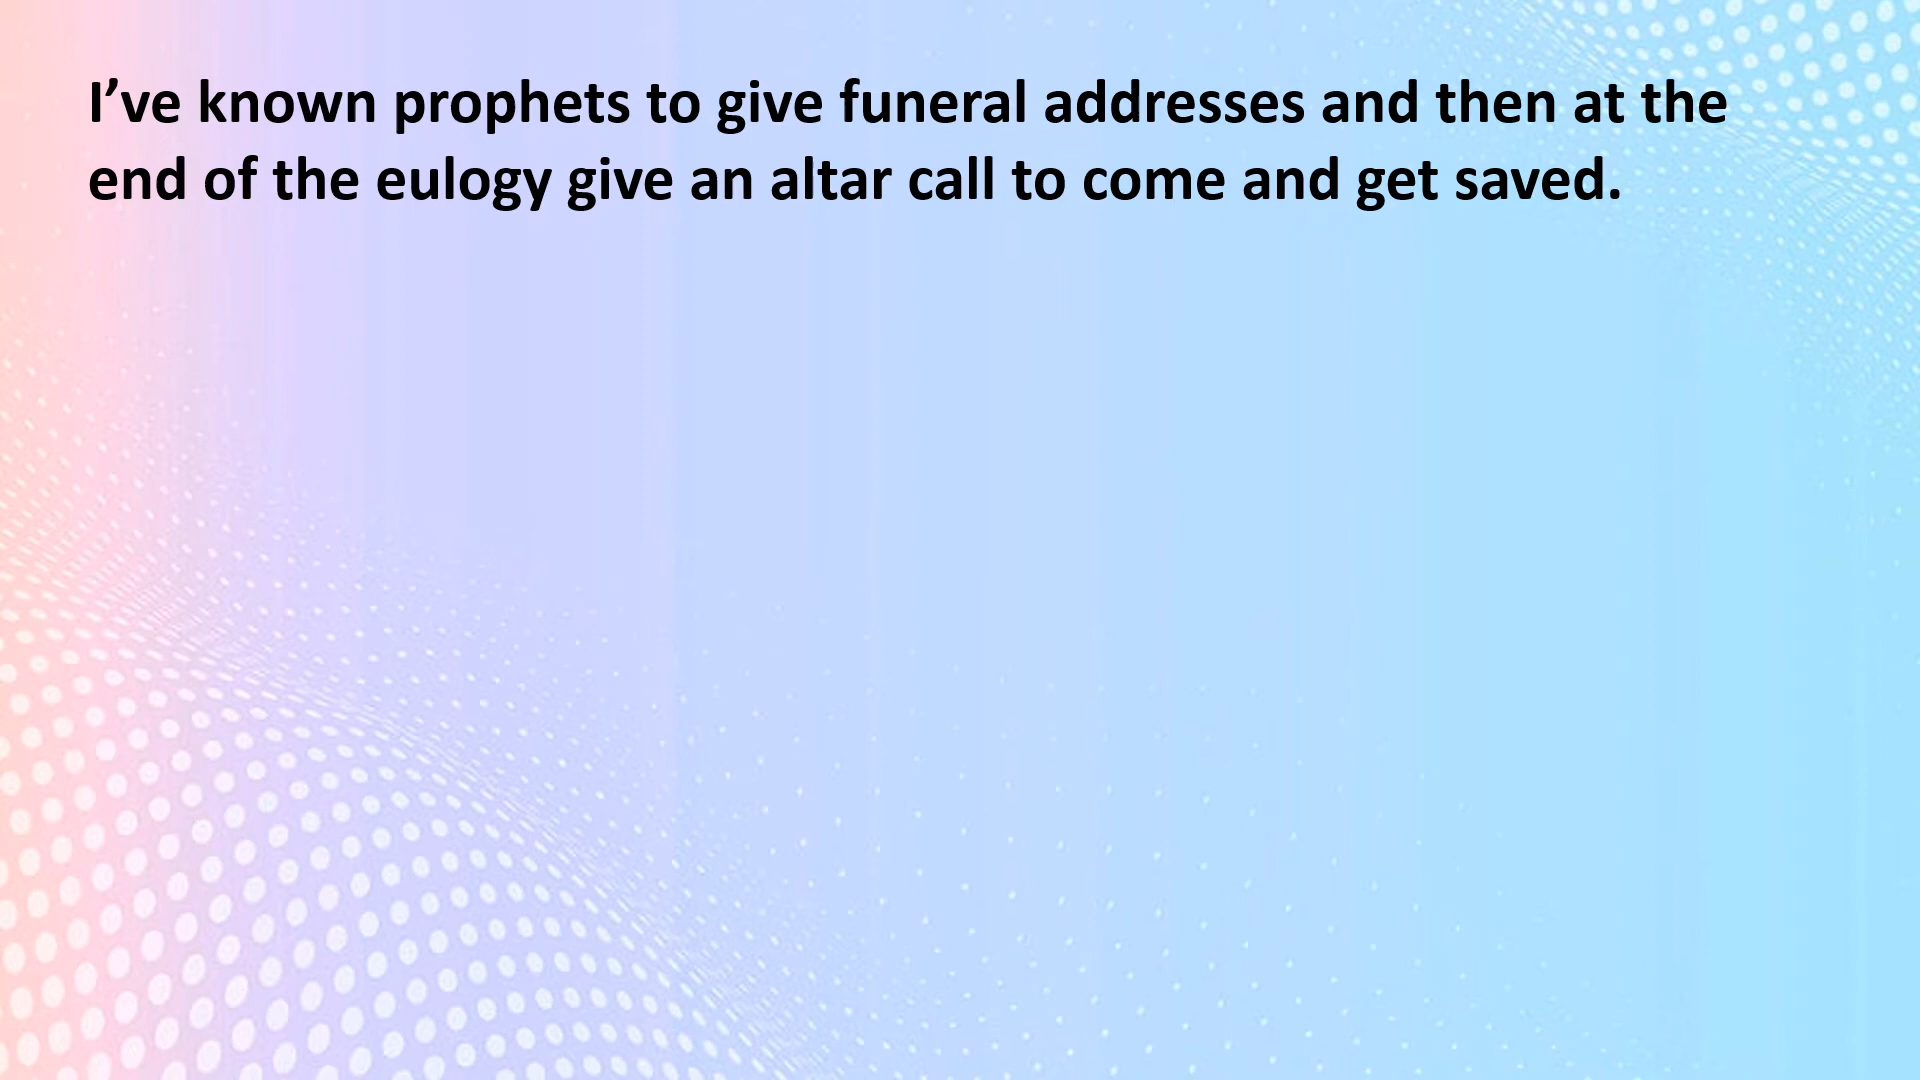 I’ve known prophets to give funeral addresses and then at the
end of the eulogy give an altar call to come and get saved.